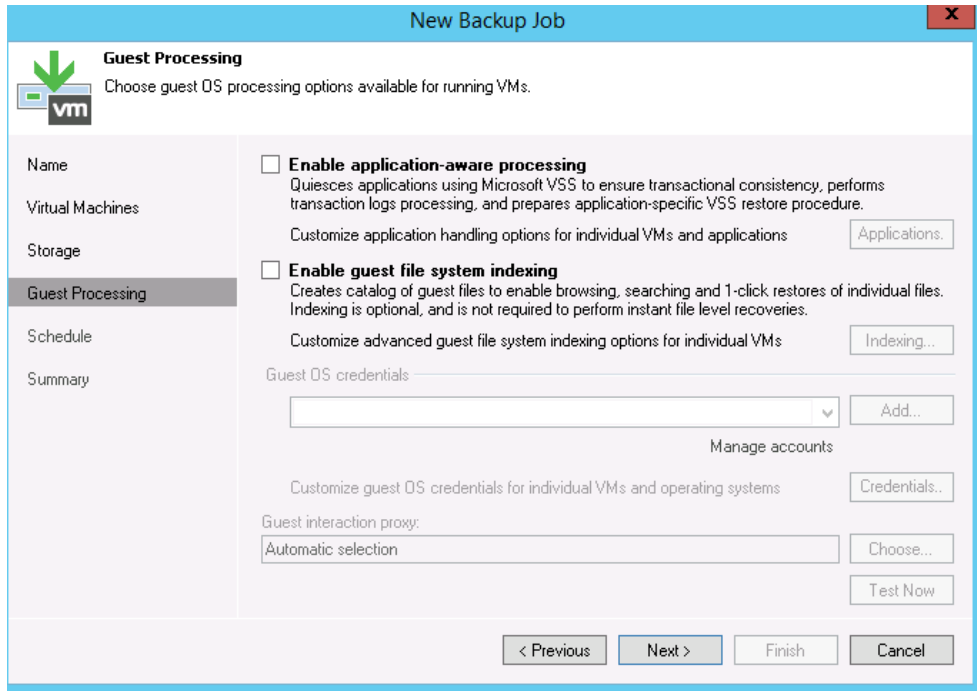 New Backup Job
x
Guest Processing
Choose guest OS processing options available for running VMs.
vm
Name
Virtual Machines
Storage
Guest Processing
Schedule
Summary
Enable application-aware processing
Quiesces applications using Microsoft VSS to ensure transactional consistency, performs
transaction logs processing, and prepares application-specific VSS restore procedure.
Customize application handling options for individual VMs and applications
Applications.
Enable guest file system indexing
Creates catalog of guest files to enable browsing, searching and 1-click restores of individual files.
Indexing is optional, and is not required to perform instant file level recoveries.
Customize advanced guest file system indexing options for individual VMs
Indexing...
Guest OS credentials
Add...
Manage accounts
Customize guest OS credentials for individual VMs and operating systems
Credentials..
Guest interaction proxy:
Automatic selection
Choose...
Test Now
< Previous
Next >
Finish
Cancel